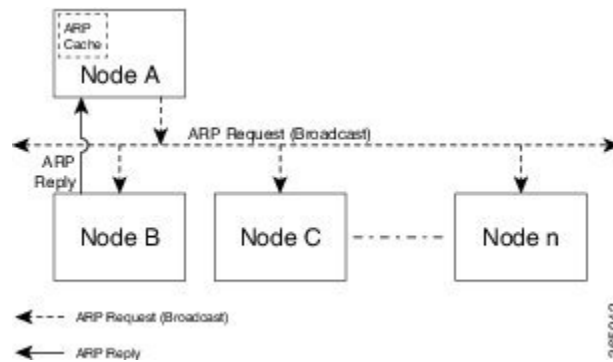 ARP
Cache
Node A
ARP Request (Broadcast)
ARP
Reply
Node B
Node C
Node n
ARP Request (Broadcast)
ARP Reply